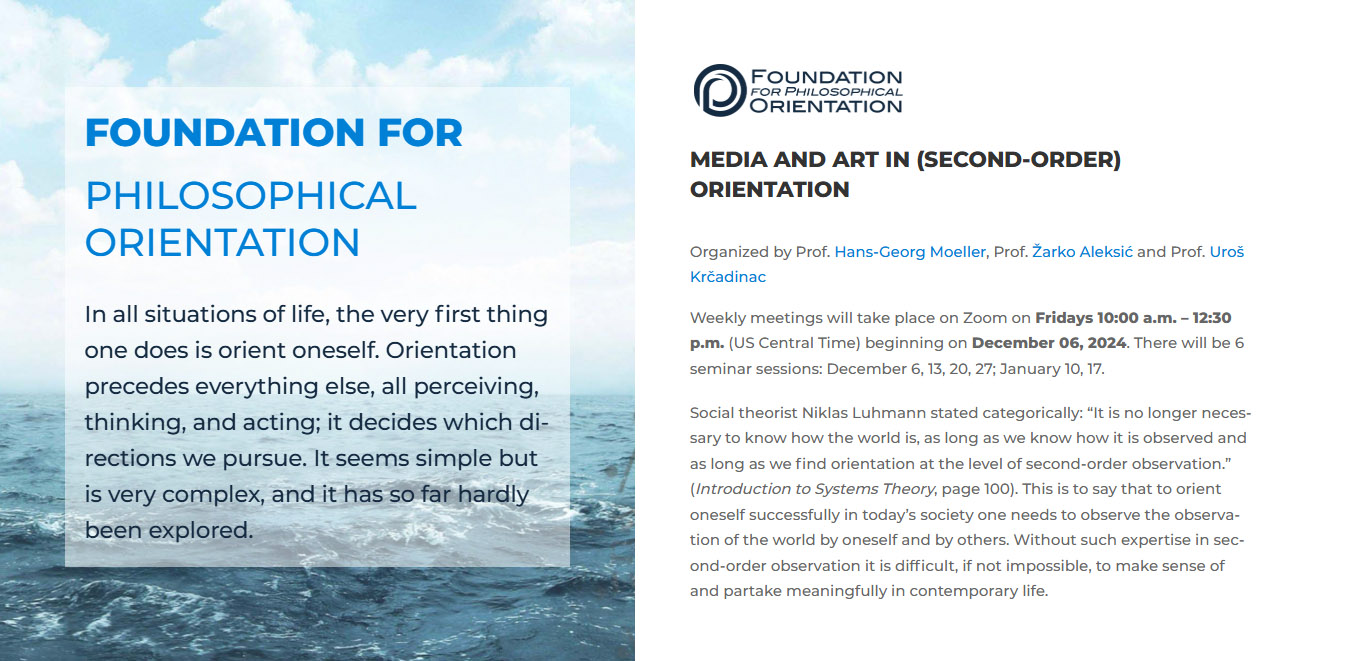 FOUNDATION FOR
PHILOSOPHICAL
ORIENTATION
In all situations of life, the very first thing
one does is orient oneself. Orientation
precedes everything else, all perceiving,
thinking, and acting; it decides which di-
rections we pursue. It seems simple but
is very complex, and it has so far hardly
been explored.
FOUNDATION
FOR PHILOSOPHICAL
ORIENTATION
MEDIA AND ART IN (SECOND-ORDER)
ORIENTATION
Organized by Prof. Hans-Georg Moeller, Prof. Žarko Aleksić and Prof. Uroš
Krčadinac
Weekly meetings will take place on Zoom on Fridays 10:00 a.m. – 12:30
p.m. (US Central Time) beginning on December 06, 2024. There will be 6
seminar sessions: December 6, 13, 20, 27; January 10, 17.
Social theorist Niklas Luhmann stated categorically: “It is no longer neces-
sary to know how the world is, as long as we know how it is observed and
as long as we find orientation at the level of second-order observation.”
(Introduction to Systems Theory, page 100). This is to say that to orient
oneself successfully in today’s society one needs to observe the observa-
tion of the world by oneself and by others. Without such expertise in sec-
ond-order observation it is difficult, if not impossible, to make sense of
and partake meaningfully in contemporary life.